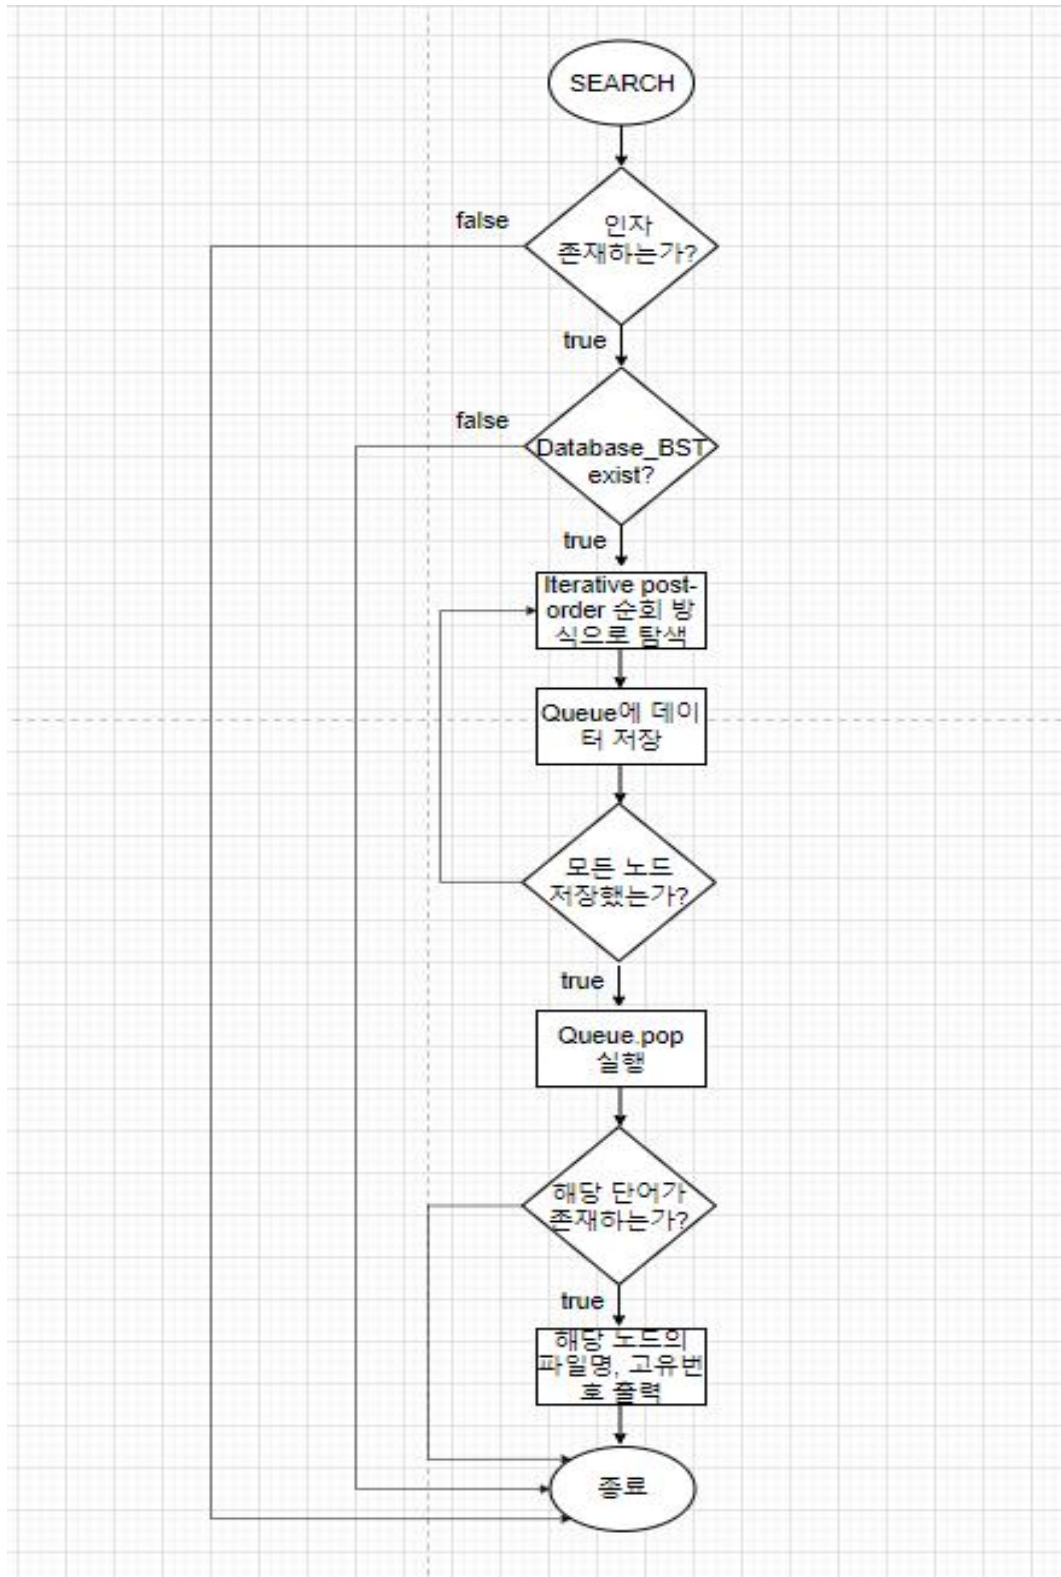 SEARCH
false
인자
존재하는가?
true
false
Database_BST
exist?
true
Iterative post-
order 순회 방
식으로 탐색
Queue에 데이
터 저장
모든 노드
저장했는가?
true
Queue.pop
실행
해당 단어가
존재하는가?
true
해당 노드의
파일명, 고유번
호 출력
종료